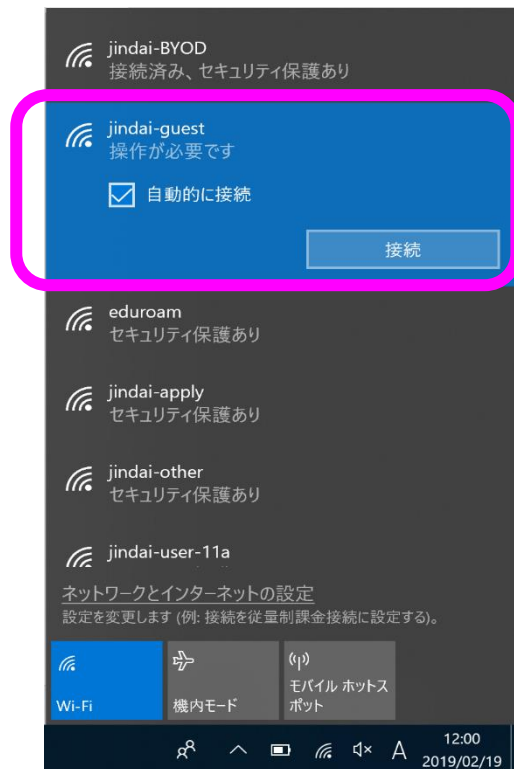 jindai-BYOD
接続済み、セキュリティ保護あり
jindai-guest
操作が必要です
自動的に接続
接続
eduroam
セキュリティ保護あり
jindai-apply
セキュリティ保護あり
jindai-other
セキュリティ保護あり
jindai-user-11a
ネットワークとインターネットの設定
設定を変更します (例: 接続を従量制課金接続に設定する)。
Wi-Fi
機内モード
モバイル ホットス
ポット
A
12:00
2019/02/19